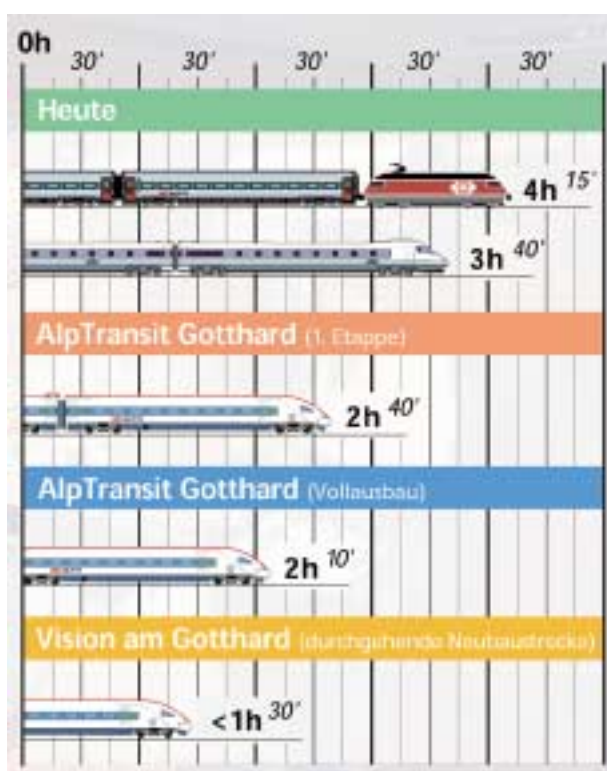 0h
30' 30' 30' 30' 30'
Heute
4h 15'
3h 40'
AlpTransit Gotthard (1. Etappe)
2h 40'
AlpTransit Gotthard (Vollausbau)
2h 10'
Vision am Gotthard (durchgehende Neubaustrecke)
<1h 30'